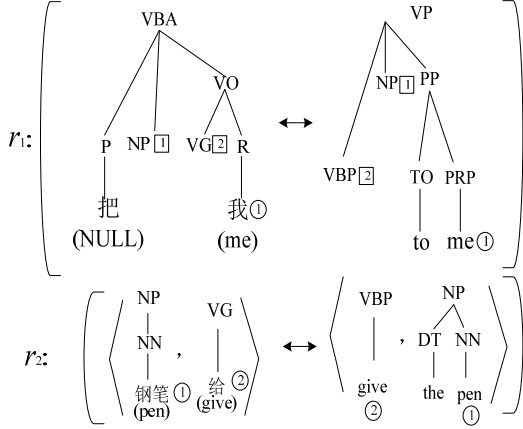 VBA VP
VO NP 1 PP
r1: P NP 1 VG 2 R ↔ VBP 2 TO PRP
把 我 ① to me ①
(NULL) (me)
NP VG VBP NP
r2: NN , ↔ , DT NN
钢笔 ① 给 ② give the pen
(pen) (give) ② ①